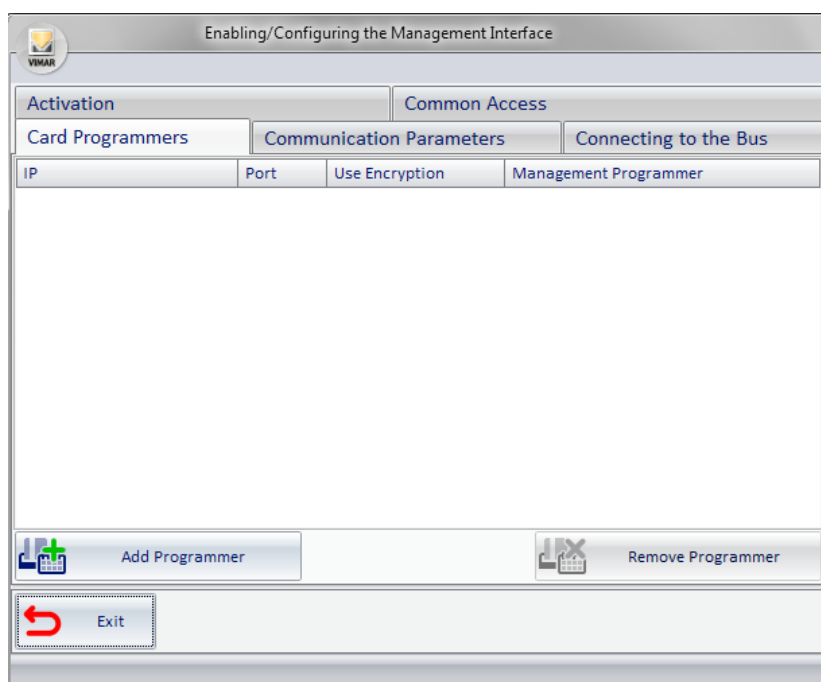 Enabling/Configuring the Management Interface
VIMAR
Activation Common Access
Card Programmers Communication Parameters Connecting to the Bus
IP Port Use Encryption Management Programmer
Add Programmer Remove Programmer
Exit